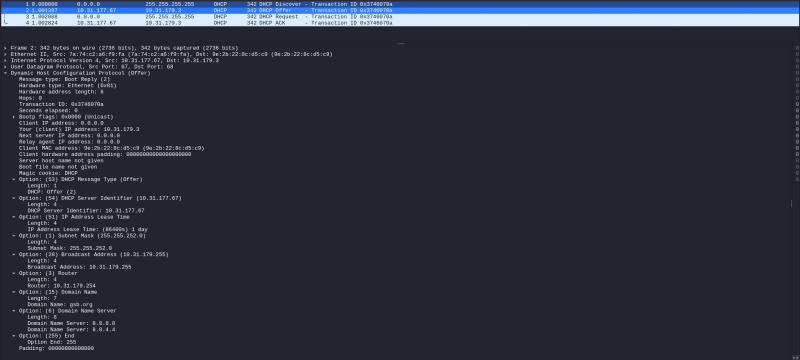 1 0.000000 0.0.0.0 255.255.255.255 DHCP 342 DHCP Discover - Transaction ID 0x3746070a
2 0.001387 10.31.177.67 10.31.179.3 DHCP 342 DHCP Offer - Transaction ID 0x3746070a
3 1.002008 0.0.0.0 255.255.255.255 DHCP 342 DHCP Request - Transaction ID 0x3746070a
4 1.002824 10.31.177.67 10.31.179.3 DHCP 342 DHCP ACK - Transaction ID 0x3746070a
Frame 2: 342 bytes on wire (2736 bits), 342 bytes captured (2736 bits)
Ethernet II, Src: 7a:74:c2:a6:f9:fa (7a:74:c2:a6:f9:fa), Dst: 9e:2b:22:8c:d5:c9 (9e:2b:22:8c:d5:c9)
Internet Protocol Version 4, Src: 10.31.177.67, Dst: 10.31.179.3
User Datagram Protocol, Src Port: 67, Dst Port: 68
Dynamic Host Configuration Protocol (Offer)
Message type: Boot Reply (2)
Hardware type: Ethernet (0x01)
Hardware address length: 6
Hops: 0
Transaction ID: 0x3746070a
Seconds elapsed: 0
Bootp flags: 0x0000 (Unicast)
Client IP address: 0.0.0.0
Your (client) IP address: 10.31.179.3
Next server IP address: 0.0.0.0
Relay agent IP address: 0.0.0.0
Client MAC address: 9e:2b:22:8c:d5:c9 (9e:2b:22:8c:d5:c9)
Client hardware address padding: 00000000000000000000
Server host name not given
Boot file name not given
Magic cookie: DHCP
Option: (53) DHCP Message Type (Offer)
Length: 1
DHCP: Offer (2)
Option: (54) DHCP Server Identifier (10.31.177.67)
Length: 4
DHCP Server Identifier: 10.31.177.67
Option: (51) IP Address Lease Time
Length: 4
IP Address Lease Time: (86400s) 1 day
Option: (1) Subnet Mask (255.255.252.0)
Length: 4
Subnet Mask: 255.255.252.0
Option: (28) Broadcast Address (10.31.179.255)
Length: 4
Broadcast Address: 10.31.179.255
Option: (3) Router
Length: 4
Router: 10.31.179.254
Option: (15) Domain Name
Length: 7
Domain Name: gsb.org
Option: (6) Domain Name Server
Length: 8
Domain Name Server: 8.8.8.8
Domain Name Server: 8.8.4.4
Option: (255) End
Option End: 255
Padding: 000000000000